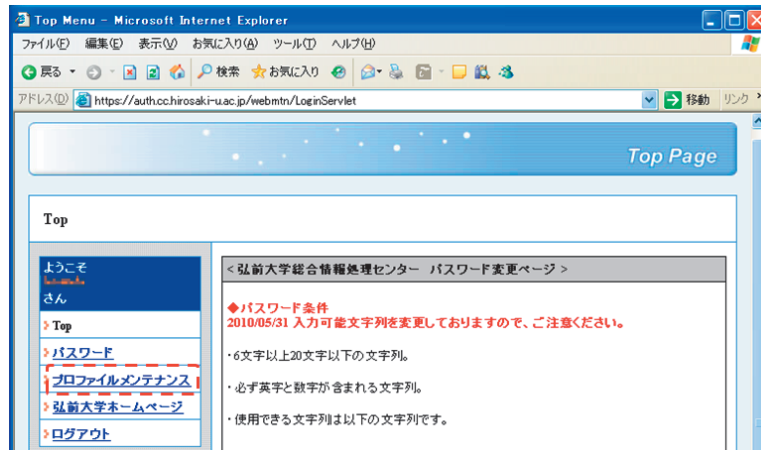 Top Menu - Microsoft Internet Explorer
ファイル(F) 編集(E) 表示(V) お気に入り(A) ツール(T) ヘルプ(H)
戻る 検索 お気に入り
アドレス(D) https://auth.cc.hirosaki-u.ac.jp/webmtn/LoginServlet 移動 リンク »
Top Page
Top
ようこそ
さん
Top
パスワード
プロファイルメンテナンス
弘前大学ホームページ
ログアウト
<弘前大学総合情報処理センター パスワード変更ページ>
◆パスワード条件
2010/05/31 入力可能文字列を変更しておりますので、ご注意ください。
・6文字以上20文字以下の文字列。
・必ず英字と数字が含まれる文字列。
・使用できる文字列は以下の文字列です。